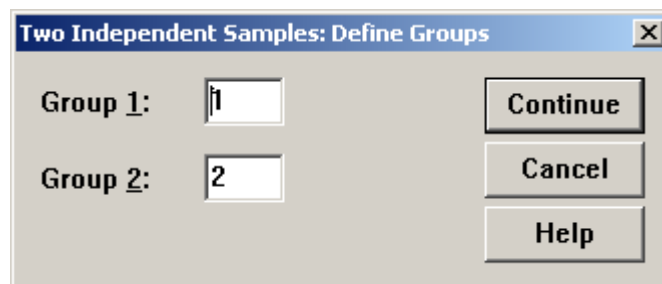 Two Independent Samples: Define Groups
Group 1: 1
Continue
Group 2: 2
Cancel
Help